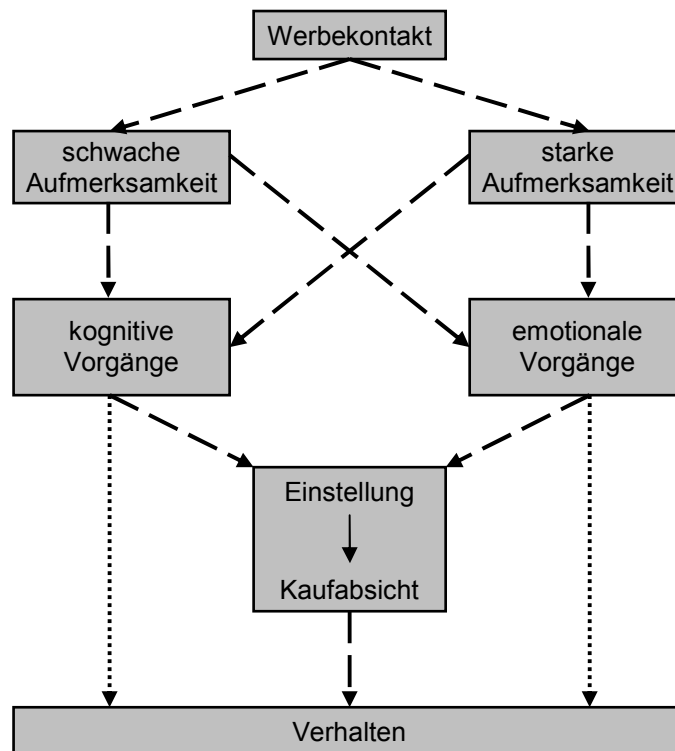 Werbekontakt
schwache
Aufmerksamkeit
starke
Aufmerksamkeit
kognitive
Vorgänge
emotionale
Vorgänge
Einstellung
Kaufabsicht
Verhalten